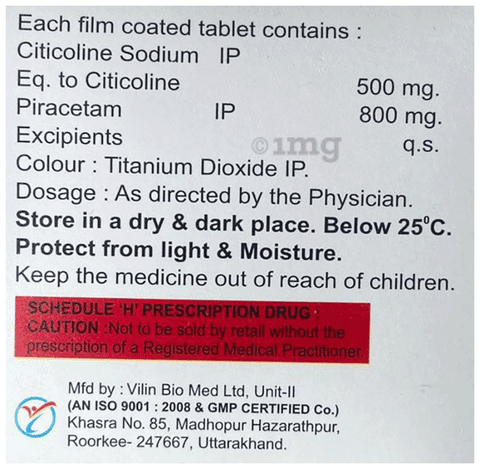 Each film coated tablet contains :
Citicoline Sodium IP
Eq. to Citicoline 500 mg.
Piracetam IP 800 mg.
Excipients q.s.
1mg
Colour : Titanium Dioxide IP.
Dosage : As directed by the Physician.
Store in a dry & dark place. Below 25°C.
Protect from light & Moisture.
Keep the medicine out of reach of children.
SCHEDULE 'H' PRESCRIPTION DRUG :
CAUTION :Not to be sold by retail without the
prescription of a Registered Medical Practitioner.
Mfd by : Vilin Bio Med Ltd, Unit-II
(AN ISO 9001 : 2008 & GMP CERTIFIED Co.)
Khasra No. 85, Madhopur Hazarathpur,
Roorkee- 247667, Uttarakhand.